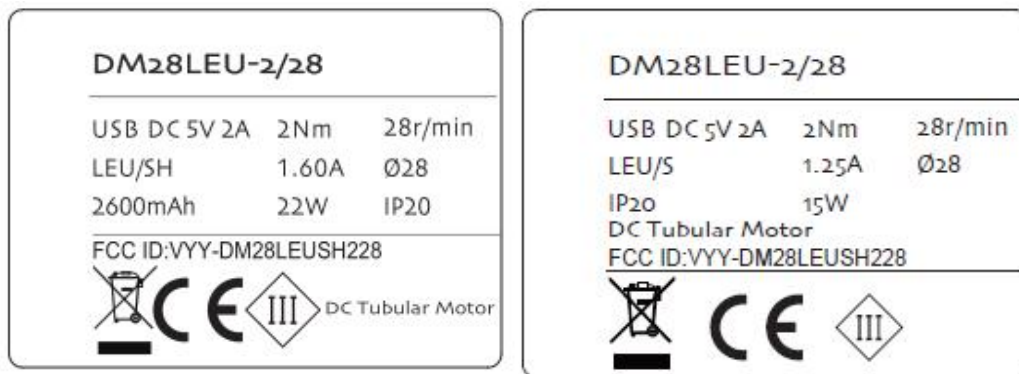 DM28LEU-2/28
USB DC 5V 2A 2Nm 28r/min
LEU/SH 1.60A Ø28
2600mAh 22W IP20
FCC ID:VYY-DM28LEUSH228
CE III DC Tubular Motor
DM28LEU-2/28
USB DC 5V 2A 2Nm 28r/min
LEU/S 1.25A Ø28
IP20 15W
DC Tubular Motor
FCC ID:VYY-DM28LEUSH228
CE III